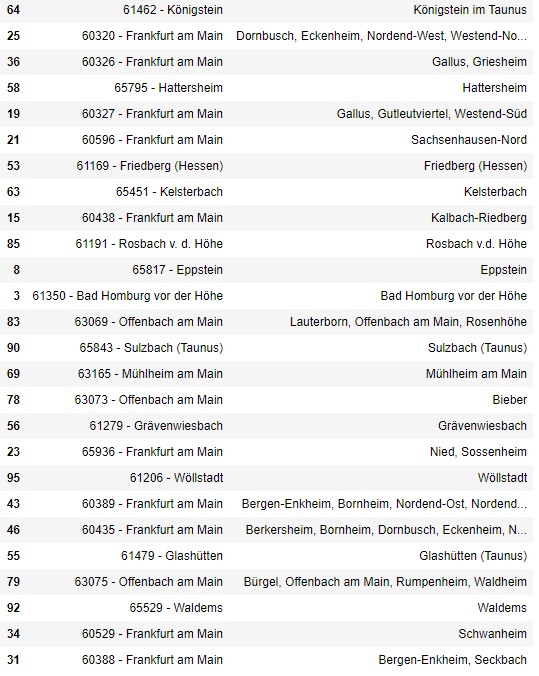 64 61462 - Königstein Königstein im Taunus
25 60320 - Frankfurt am Main Dornbusch, Eckenheim, Nordend-West, Westend-No...
36 60326 - Frankfurt am Main Gallus, Griesheim
58 65795 - Hattersheim Hattersheim
19 60327 - Frankfurt am Main Gallus, Gutleutviertel, Westend-Süd
21 60596 - Frankfurt am Main Sachsenhausen-Nord
53 61169 - Friedberg (Hessen) Friedberg (Hessen)
63 65451 - Kelsterbach Kelsterbach
15 60438 - Frankfurt am Main Kalbach-Riedberg
85 61191 - Rosbach v. d. Höhe Rosbach v.d. Höhe
8 65817 - Eppstein Eppstein
3 61350 - Bad Homburg vor der Höhe Bad Homburg vor der Höhe
83 63069 - Offenbach am Main Lauterborn, Offenbach am Main, Rosenhöhe
90 65843 - Sulzbach (Taunus) Sulzbach (Taunus)
69 63165 - Mühlheim am Main Mühlheim am Main
78 63073 - Offenbach am Main Bieber
56 61279 - Grävenwiesbach Grävenwiesbach
23 65936 - Frankfurt am Main Nied, Sossenheim
95 61206 - Wöllstadt Wöllstadt
43 60389 - Frankfurt am Main Bergen-Enkheim, Bornheim, Nordend-Ost, Nordend...
46 60435 - Frankfurt am Main Berkersheim, Bornheim, Dornbusch, Eckenheim, N...
55 61479 - Glashütten Glashütten (Taunus)
79 63075 - Offenbach am Main Bürgel, Offenbach am Main, Rumpenheim, Waldheim
92 65529 - Waldems Waldems
34 60529 - Frankfurt am Main Schwanheim
31 60388 - Frankfurt am Main Bergen-Enkheim, Seckbach